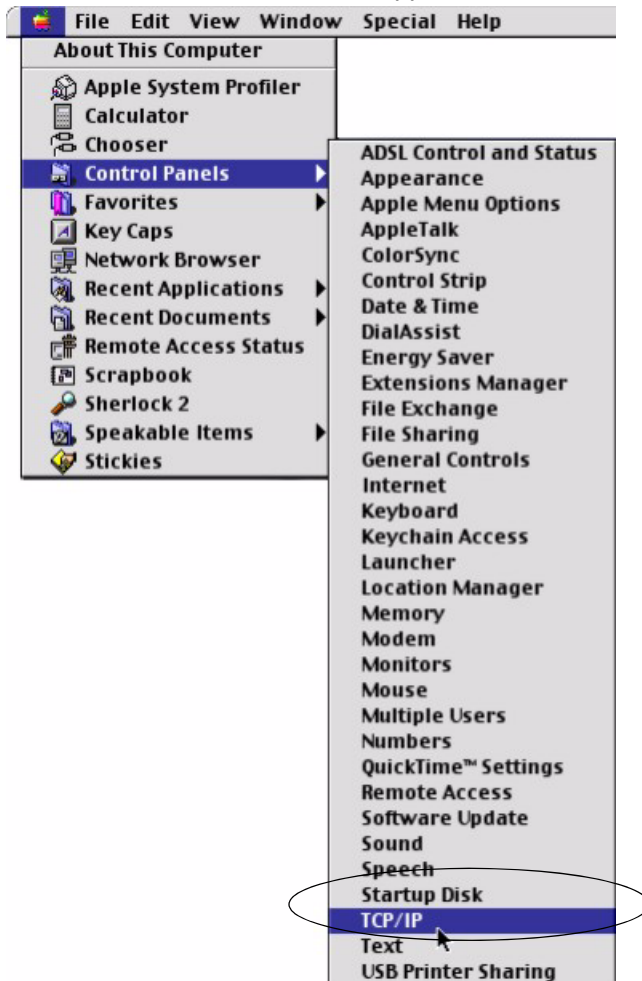 File Edit View Window Special Help
About This Computer
Apple System Profiler
Calculator
Chooser
Control Panels
Favorites
Key Caps
Network Browser
Recent Applications
Recent Documents
Remote Access Status
Scrapbook
Sherlock 2
Speakable Items
Stickies
ADSL Control and Status
Appearance
Apple Menu Options
AppleTalk
ColorSync
Control Strip
Date & Time
DialAssist
Energy Saver
Extensions Manager
File Exchange
File Sharing
General Controls
Internet
Keyboard
Keychain Access
Launcher
Location Manager
Memory
Modem
Monitors
Mouse
Multiple Users
Numbers
QuickTime™ Settings
Remote Access
Software Update
Sound
Speech
Startup Disk
TCP/IP
Text
USB Printer Sharing